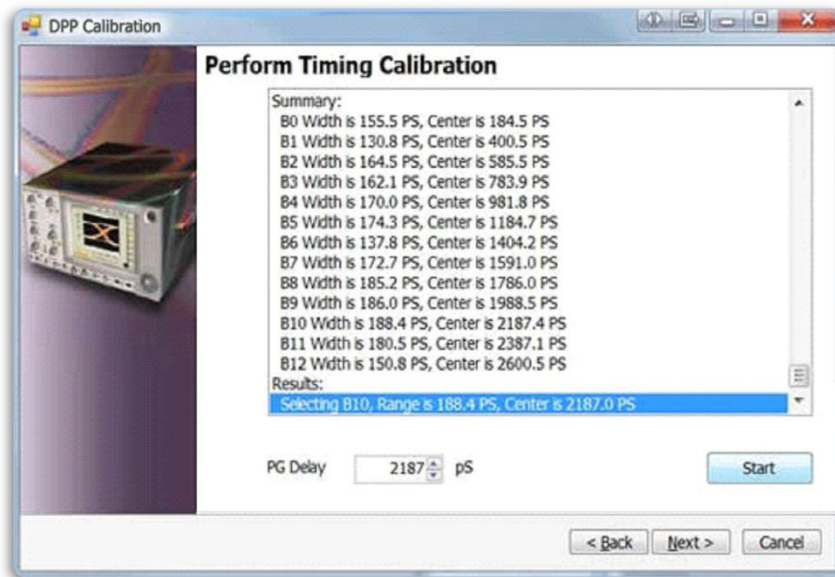 DPP Calibration
Perform Timing Calibration
Summary:
B0 Width is 155.5 PS, Center is 184.5 PS
B1 Width is 130.8 PS, Center is 400.5 PS
B2 Width is 164.5 PS, Center is 585.5 PS
B3 Width is 162.1 PS, Center is 783.9 PS
B4 Width is 170.0 PS, Center is 981.8 PS
B5 Width is 174.3 PS, Center is 1184.7 PS
B6 Width is 137.8 PS, Center is 1404.2 PS
B7 Width is 172.7 PS, Center is 1591.0 PS
B8 Width is 185.2 PS, Center is 1786.0 PS
B9 Width is 186.0 PS, Center is 1988.5 PS
B10 Width is 188.4 PS, Center is 2187.4 PS
B11 Width is 180.5 PS, Center is 2387.1 PS
B12 Width is 150.8 PS, Center is 2600.5 PS
Results:
Selecting B10, Range is 188.4 PS, Center is 2187.0 PS
PG Delay 2187 pS Start
< Back Next > Cancel